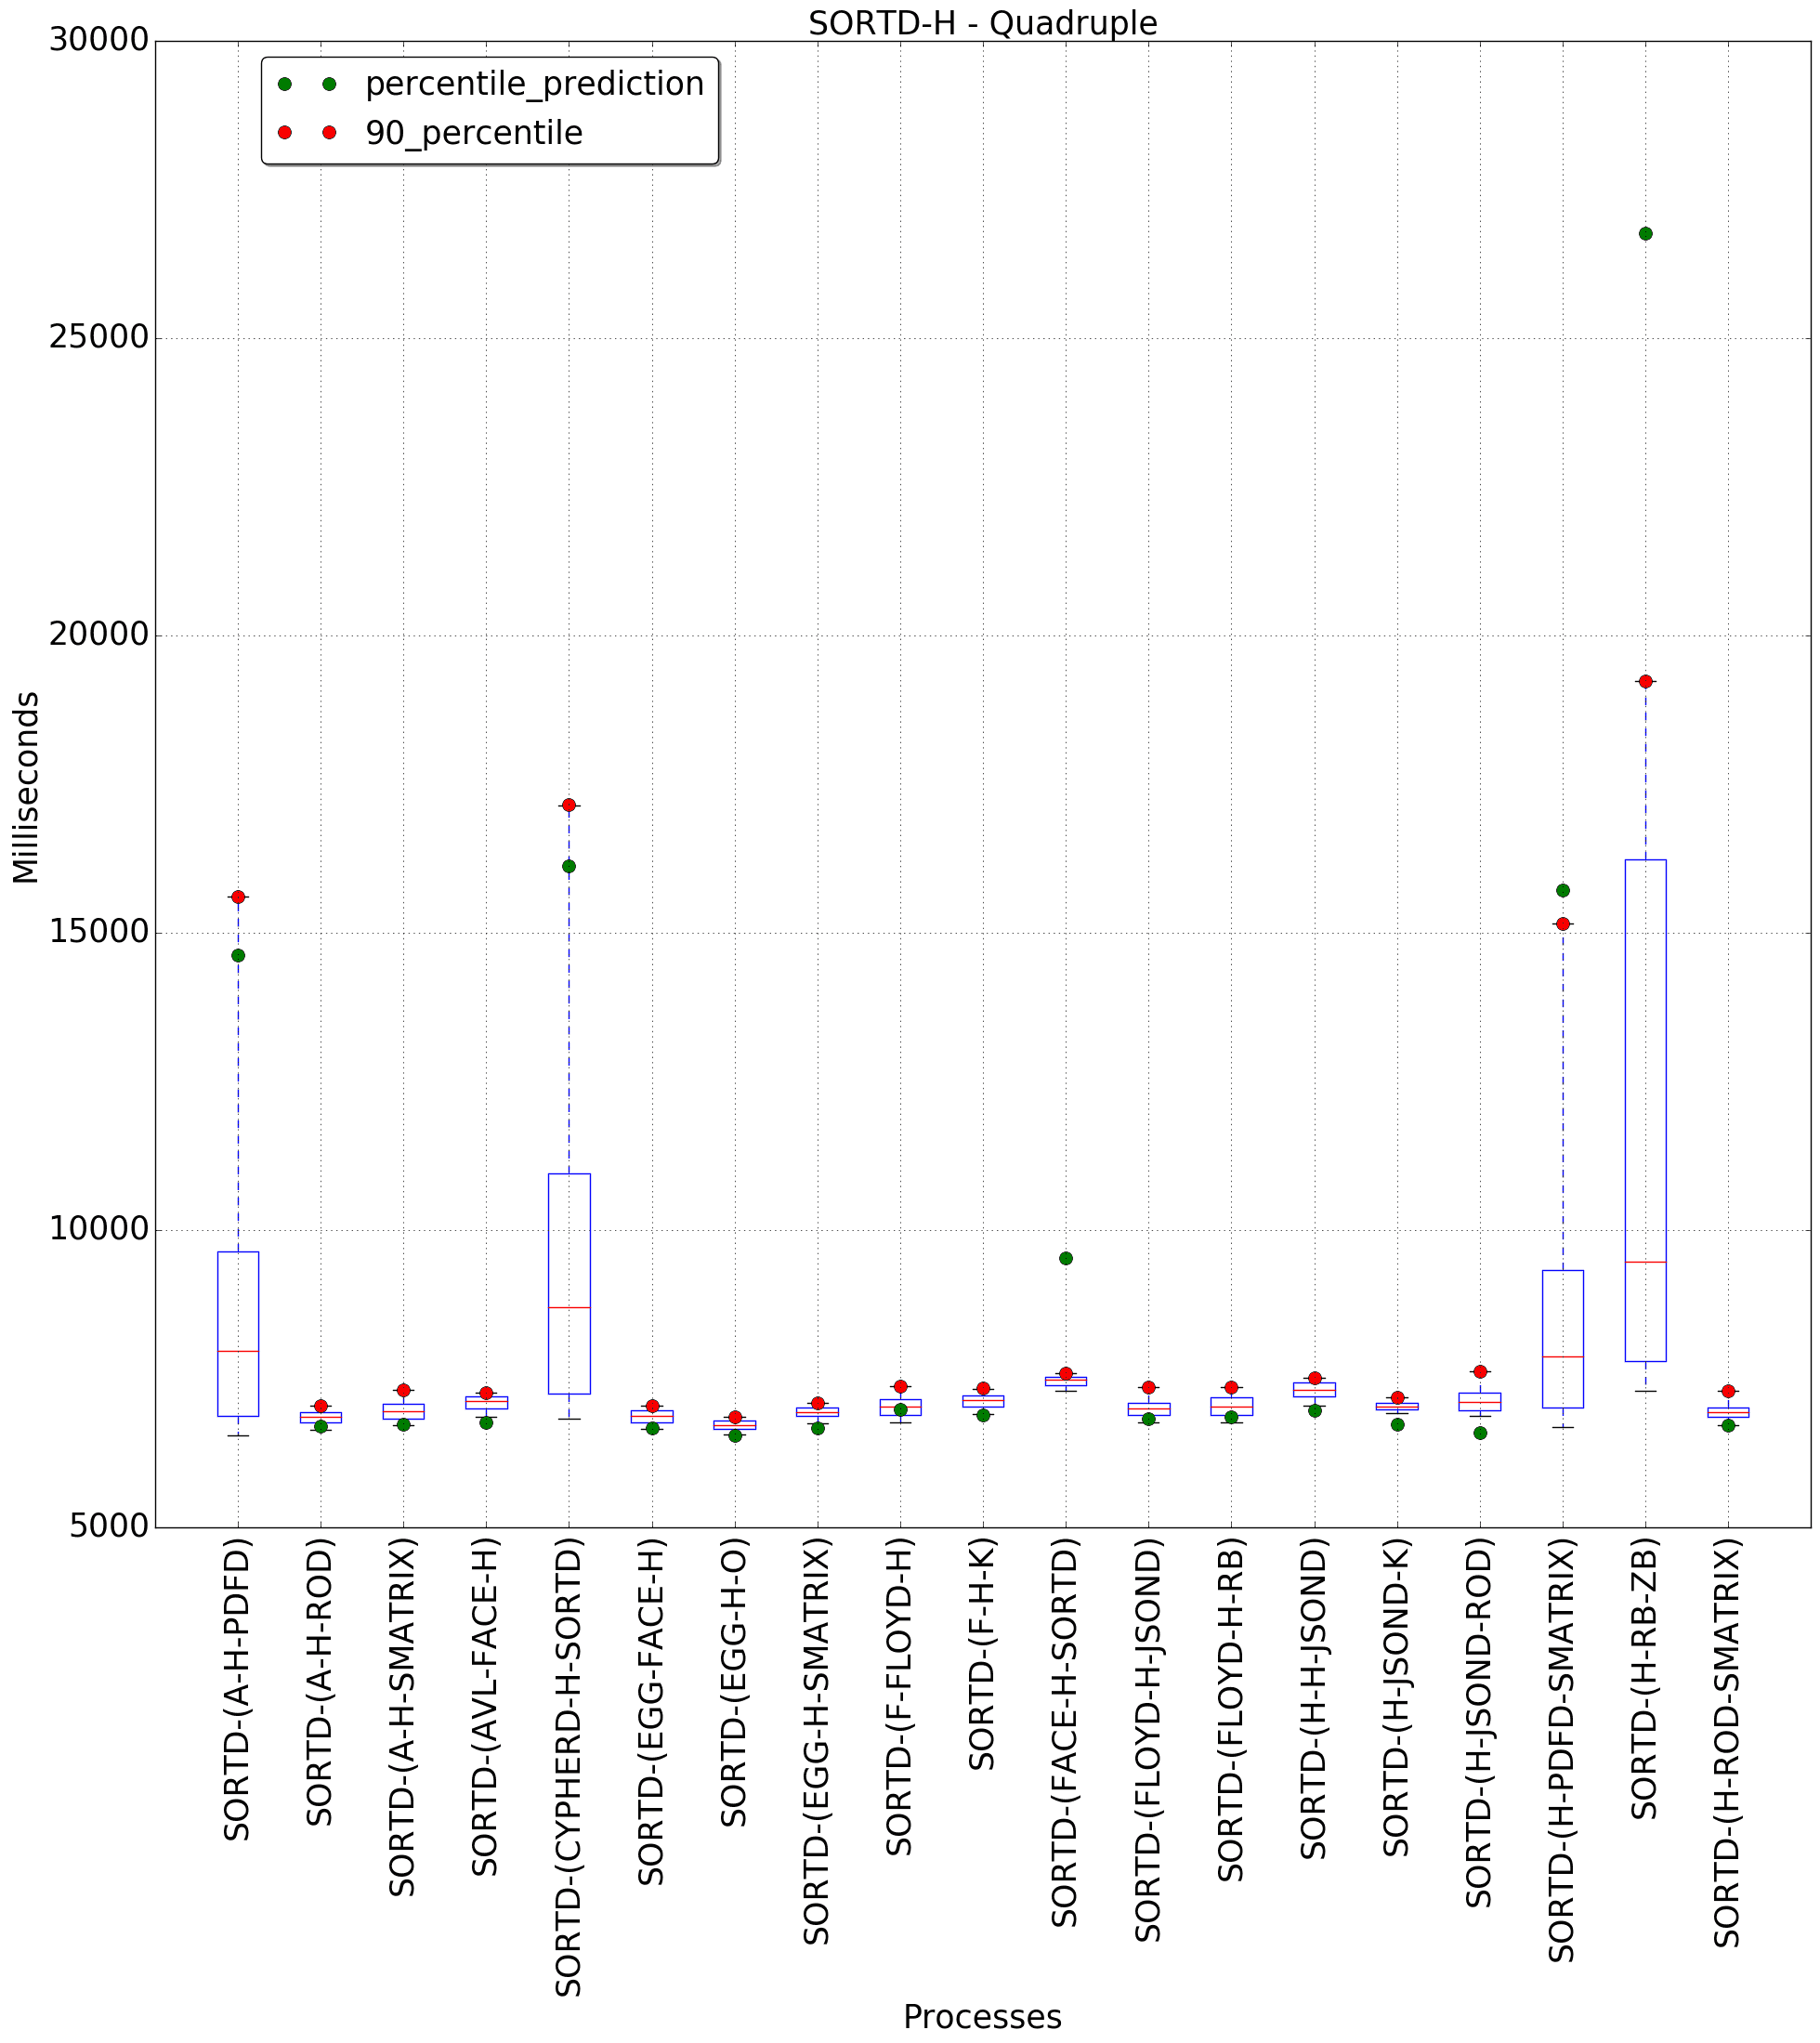 SORTD-H - Quadruple
percentile_prediction
90_percentile
30000
25000
20000
15000
10000
5000
Milliseconds
SORTD-(A-H-PDFD)
SORTD-(A-H-ROD)
SORTD-(A-H-SMATRIX)
SORTD-(AVL-FACE-H)
SORTD-(CYPHERD-H-SORTD)
SORTD-(EGG-FACE-H)
SORTD-(EGG-H-O)
SORTD-(EGG-H-SMATRIX)
SORTD-(F-FLOYD-H)
SORTD-(F-H-K)
SORTD-(FACE-H-SORTD)
SORTD-(FLOYD-H-JSOND)
SORTD-(FLOYD-H-RB)
SORTD-(H-H-JSOND)
SORTD-(H-JSOND-K)
SORTD-(H-JSOND-ROD)
SORTD-(H-PDFD-SMATRIX)
SORTD-(H-RB-ZB)
SORTD-(H-ROD-SMATRIX)
Processes